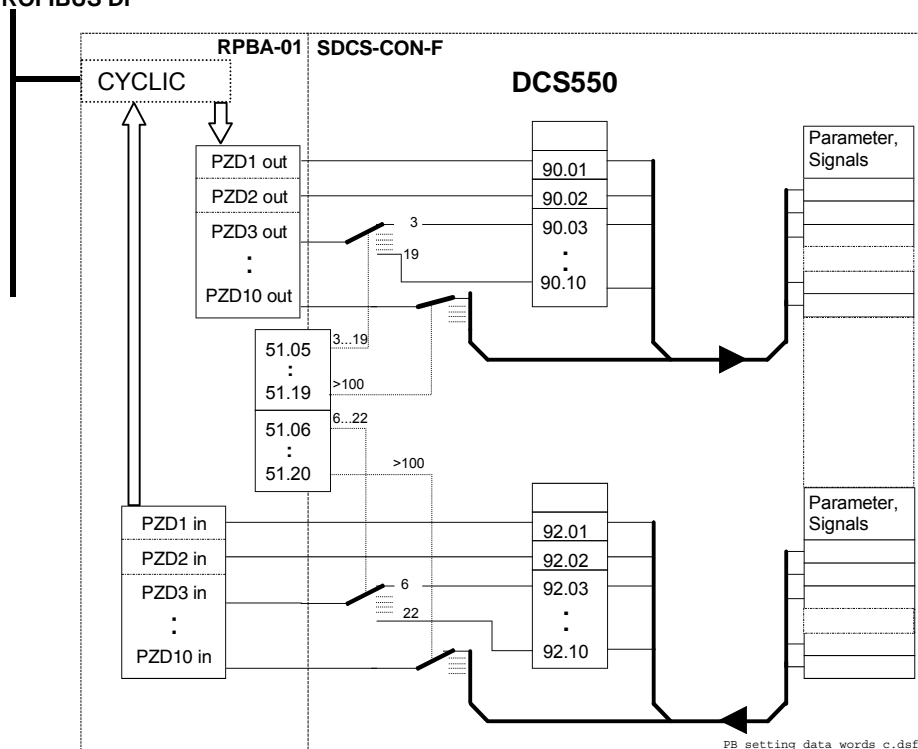 RPBA-01
SDCS-CON-F
CYCLIC
DCS550
PZD1 out
PZD2 out
PZD3 out
:
PZD10 out
3
19
90.01
90.02
90.03
:
90.10
Parameter,
Signals
51.05
:
51.19
3...19
>100
51.06
:
51.20
6...22
>100
PZD1 in
PZD2 in
PZD3 in
:
PZD10 in
6
22
92.01
92.02
92.03
:
92.10
Parameter,
Signals
PB setting data words_c.dsf